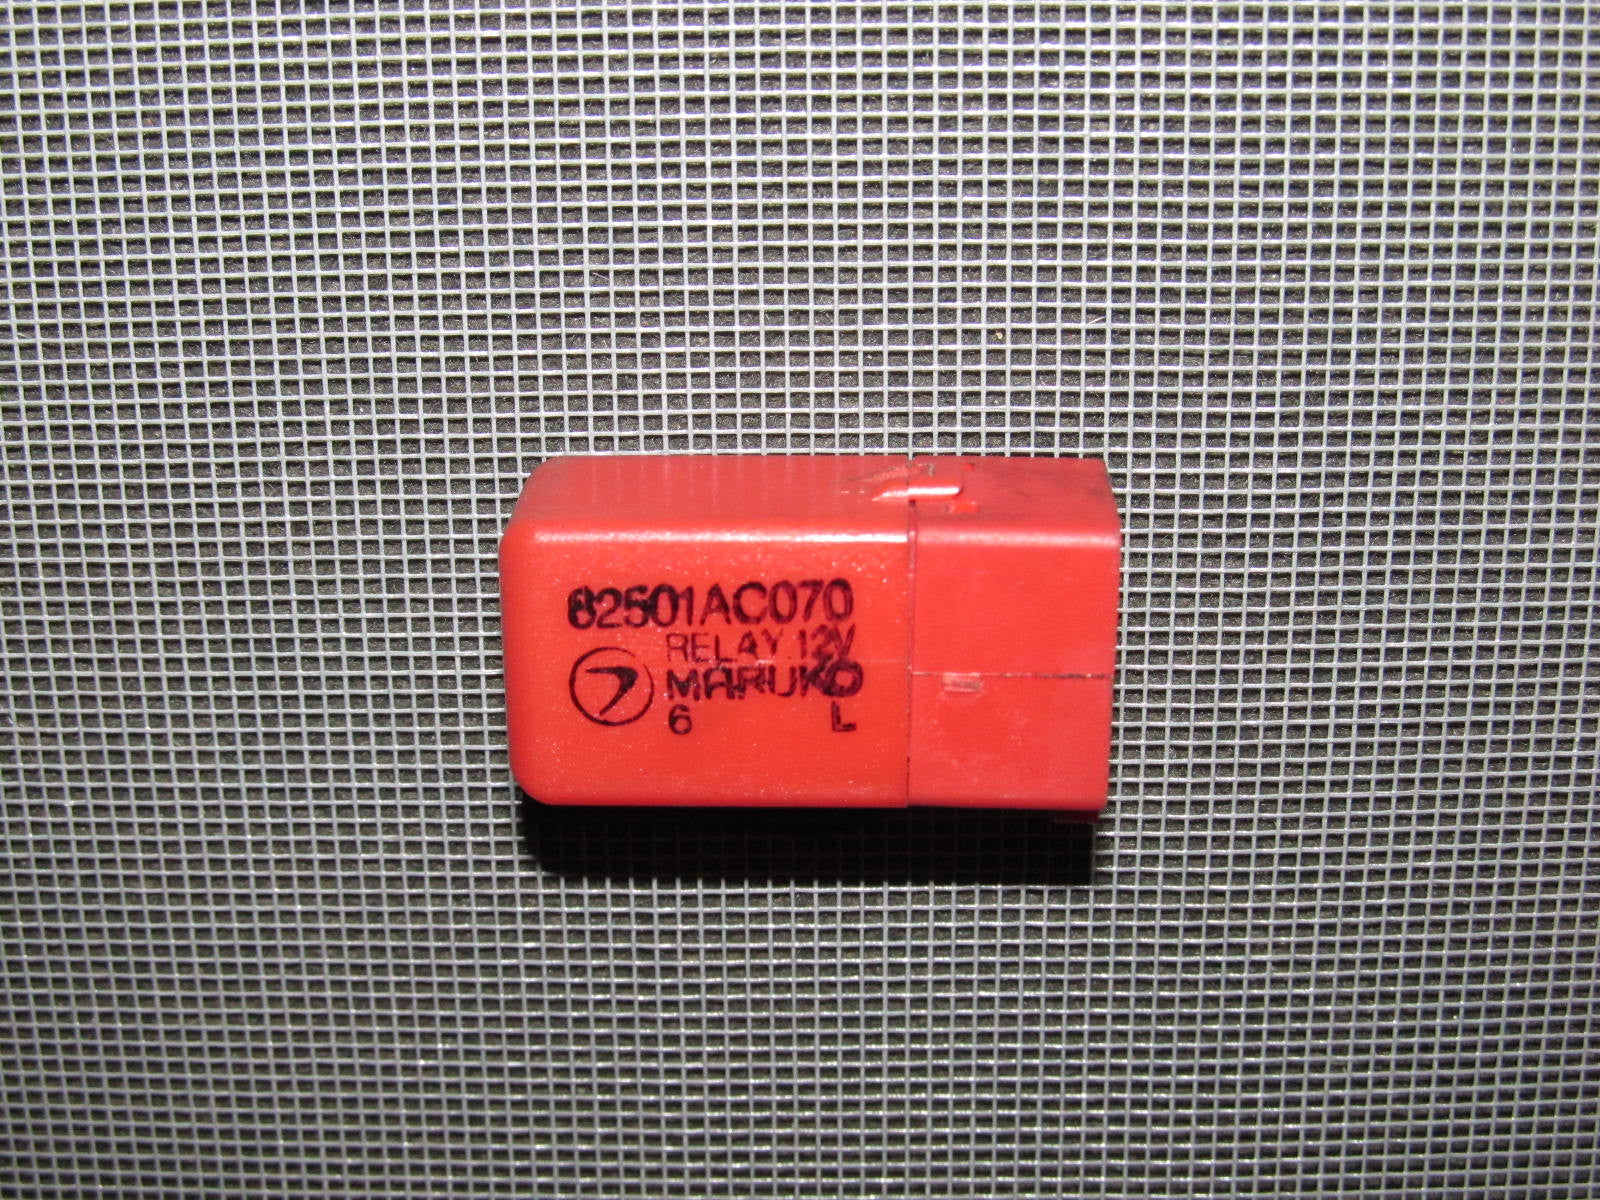 82501AC070
RELAY 12V
MARUKO
6 L